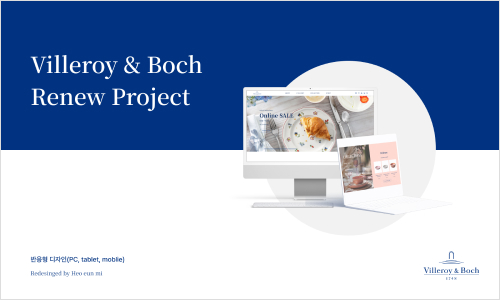 Villeroy & Boch
Renew Project
Online SALE
반응형 디자인(PC, tablet, moblie)
Redesinged by Heo eun mi
Villeroy & Boch
1748